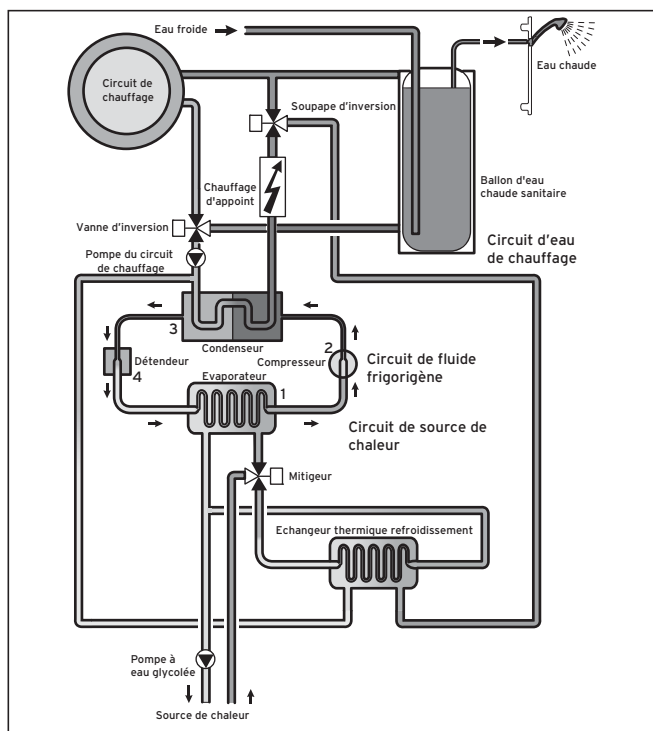 Eau froide
Eau chaude
Circuit de
chauffage
Soupape d'inversion
Chauffage
d'appoint
Ballon d'eau
chaude sanitaire
Vanne d'inversion
Circuit d'eau
de chauffage
Pompe du circuit
de chauffage
3
Condenseur
2
Détendeur
4
Compresseur
Circuit de fluide
frigorigène
Evaporateur
1
Circuit de source de
chaleur
Mitigeur
Echangeur thermique refroidissement
Pompe à
eau glycolée
Source de chaleur